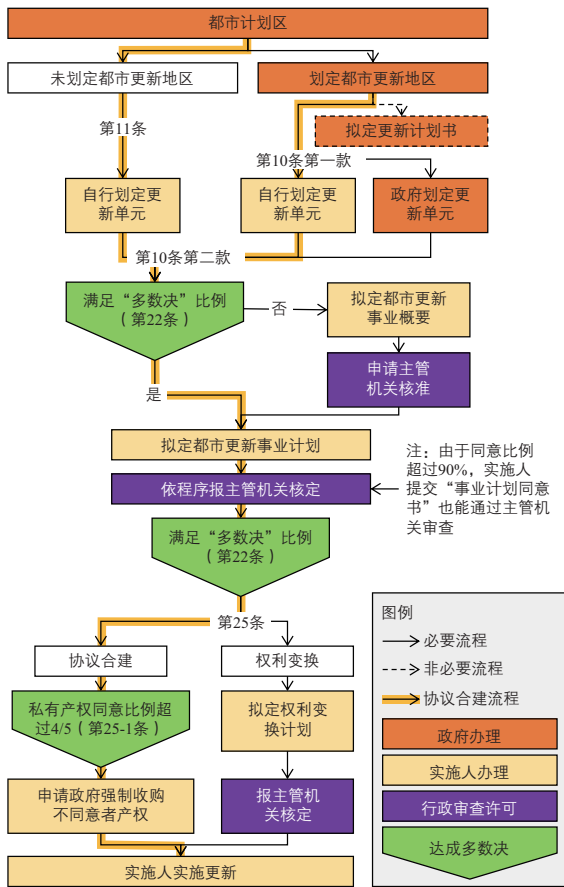 都市计划区
未划定都市更新地区
划定都市更新地区
第11条
拟定更新计划书
第10条第一款
自行划定更
新单元
自行划定更
新单元
政府划定更
新单元
第10条第二款
满足“多数决”比例
（第22条）
否
拟定都市更新
事业概要
申请主管
机关核准
是
拟定都市更新事业计划
依程序报主管机关核定
注：由于同意比例
超过90%，实施人
提交“事业计划同意
书”也能通过主管机
关审查
满足“多数决”比例
（第22条）
第25条
协议合建
权利变换
私有产权同意比例超
过4/5（第25-1条）
拟定权利变
换计划
申请政府强制收购
不同意者产权
报主管机
关核定
实施人实施更新
图例
必要流程
非必要流程
协议合建流程
政府办理
实施人办理
行政审查许可
达成多数决